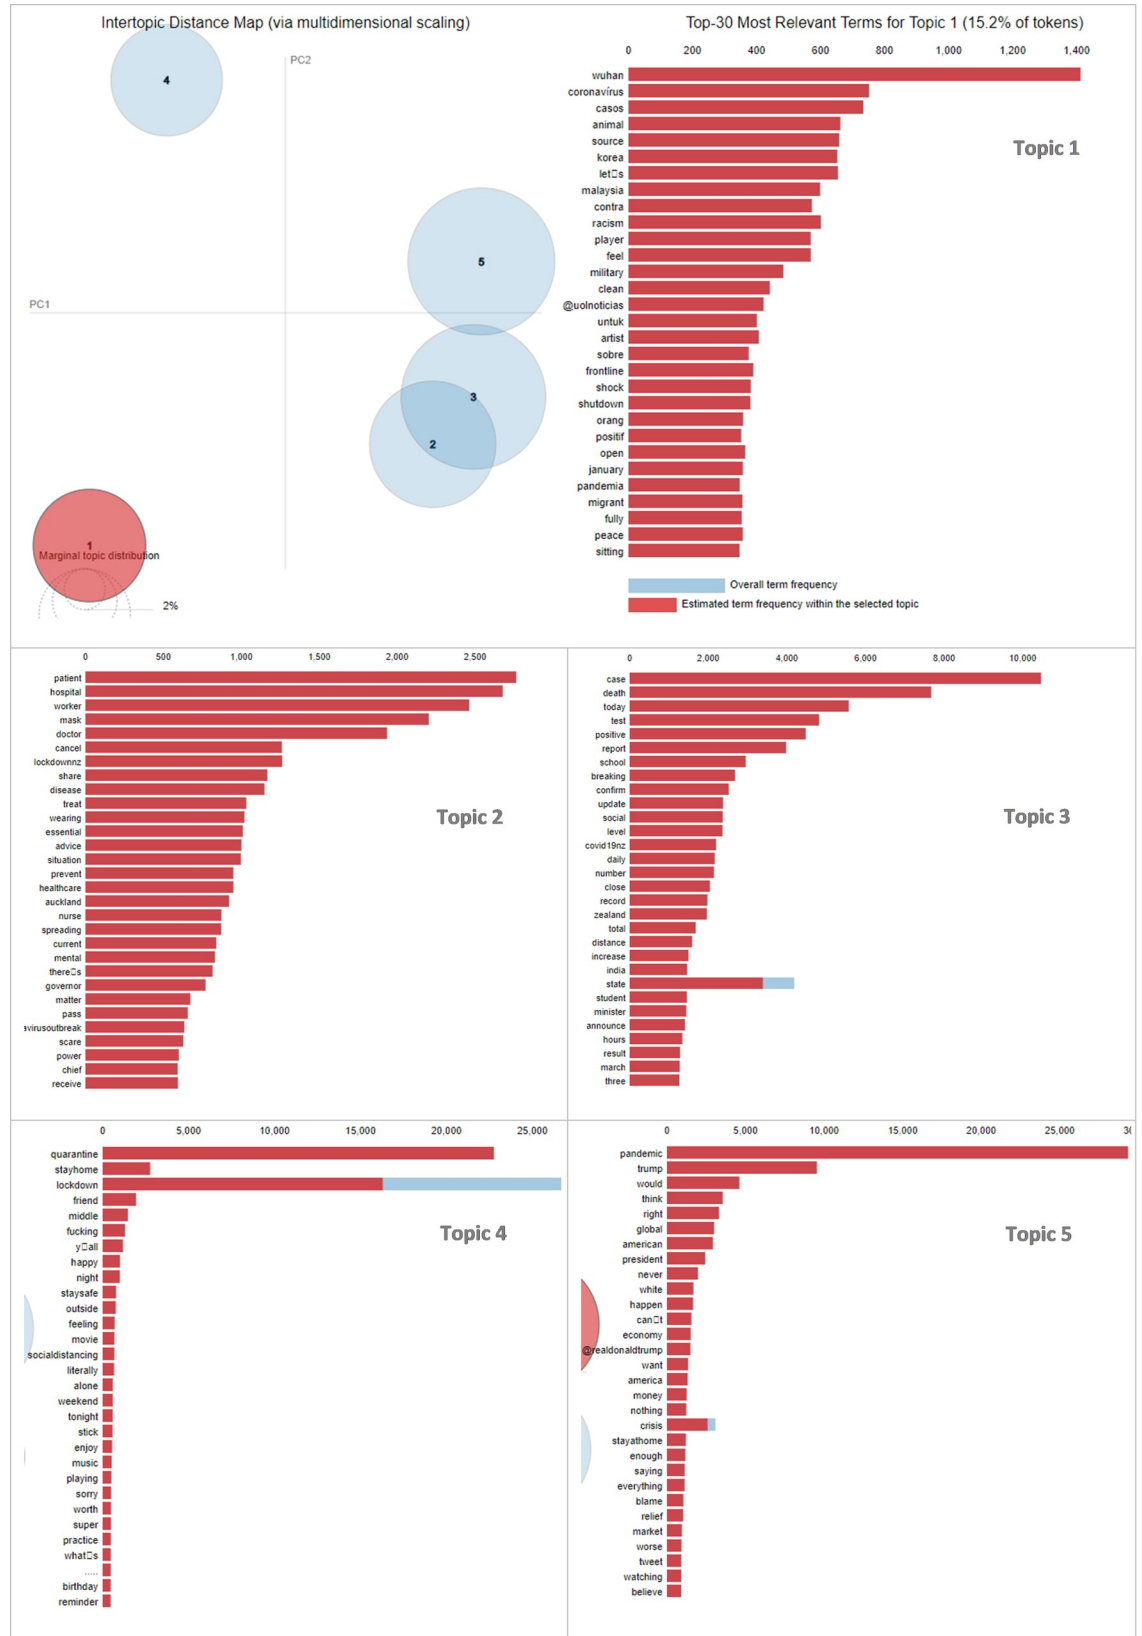 Intertopic Distance Map (via multidimensional scaling)
PC2
PC1
4
5
3
2
1
Marginal topic distribution
2%
Top-30 Most Relevant Terms for Topic 1 (15.2% of tokens)
0 200 400 600 800 1,000 1,200 1,400
Topic 1
wuhan
coronavírus
casos
animal
source
korea
let□s
malaysia
contra
racism
player
feel
military
clean
@uolnoticias
untuk
artist
sobre
frontline
shock
shutdown
orang
positif
open
january
pandemia
migrant
fully
peace
sitting
Overall term frequency
Estimated term frequency within the selected topic
0 500 1,000 1,500 2,000 2,500
Topic 2
patient
hospital
worker
mask
doctor
cancel
lockdownnz
share
disease
treat
wearing
essential
advice
situation
prevent
healthcare
auckland
nurse
spreading
current
mental
there□s
governor
matter
pass
avirusoutbreak
scare
power
chief
receive
0 2,000 4,000 6,000 8,000 10,000
Topic 3
case
death
today
test
positive
report
school
breaking
confirm
update
social
level
covid19nz
daily
number
close
record
zealand
total
distance
increase
india
state
student
minister
announce
hours
result
march
three
0 5,000 10,000 15,000 20,000 25,000
Topic 4
quarantine
stayhome
lockdown
friend
middle
fucking
y□all
happy
night
staysafe
outside
feeling
movie
socialdistancing
literally
alone
weekend
tonight
stick
enjoy
music
playing
sorry
worth
super
practice
what□s
.....
birthday
reminder
0 5,000 10,000 15,000 20,000 25,000
Topic 5
pandemic
trump
would
think
right
global
american
president
never
white
happen
can□t
economy
@realdonaldtrump
want
america
money
nothing
crisis
stayathome
enough
saying
everything
blame
relief
market
worse
tweet
watching
believe